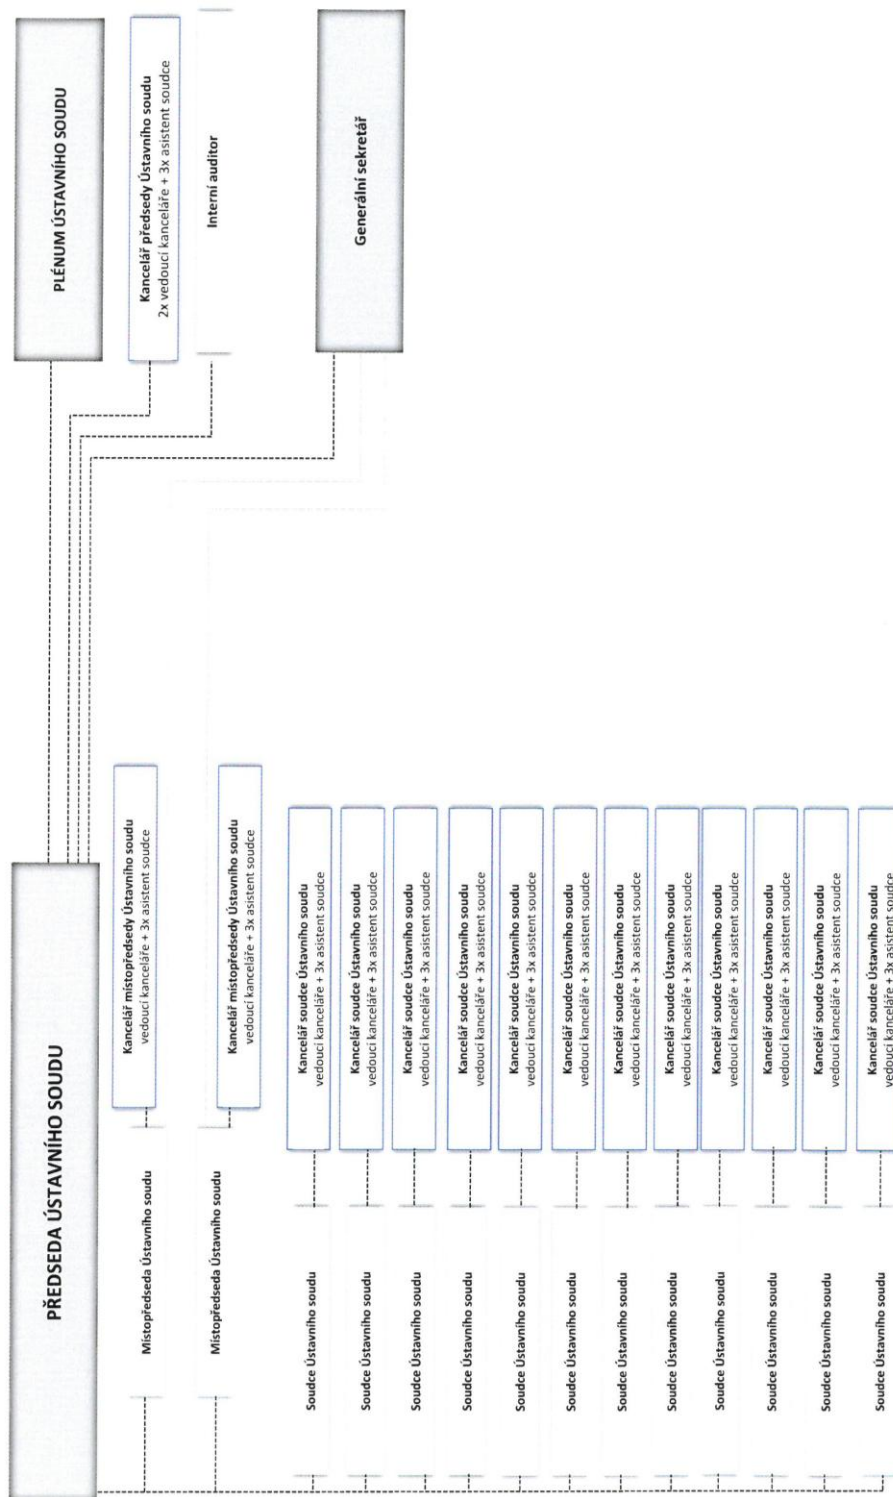 PŘEDSEDA ÚSTAVNÍHO SOUDU
PLÉNUM ÚSTAVNÍHO SOUDU
Kancelář předsedy Ústavního soudu
2x vedoucí kanceláře + 3x asistent soudce
Interní auditor
Generální sekretář
Místopředseda Ústavního soudu
Kancelář místopředsedy Ústavního soudu
vedoucí kanceláře + 3x asistent soudce
Místopředseda Ústavního soudu
Kancelář místopředsedy Ústavního soudu
vedoucí kanceláře + 3x asistent soudce
Soudce Ústavního soudu
Kancelář soudce Ústavního soudu
vedoucí kanceláře + 3x asistent soudce
Soudce Ústavního soudu
Kancelář soudce Ústavního soudu
vedoucí kanceláře + 3x asistent soudce
Soudce Ústavního soudu
Kancelář soudce Ústavního soudu
vedoucí kanceláře + 3x asistent soudce
Soudce Ústavního soudu
Kancelář soudce Ústavního soudu
vedoucí kanceláře + 3x asistent soudce
Soudce Ústavního soudu
Kancelář soudce Ústavního soudu
vedoucí kanceláře + 3x asistent soudce
Soudce Ústavního soudu
Kancelář soudce Ústavního soudu
vedoucí kanceláře + 3x asistent soudce
Soudce Ústavního soudu
Kancelář soudce Ústavního soudu
vedoucí kanceláře + 3x asistent soudce
Soudce Ústavního soudu
Kancelář soudce Ústavního soudu
vedoucí kanceláře + 3x asistent soudce
Soudce Ústavního soudu
Kancelář soudce Ústavního soudu
vedoucí kanceláře + 3x asistent soudce
Soudce Ústavního soudu
Kancelář soudce Ústavního soudu
vedoucí kanceláře + 3x asistent soudce
Soudce Ústavního soudu
Kancelář soudce Ústavního soudu
vedoucí kanceláře + 3x asistent soudce
Soudce Ústavního soudu
Kancelář soudce Ústavního soudu
vedoucí kanceláře + 3x asistent soudce